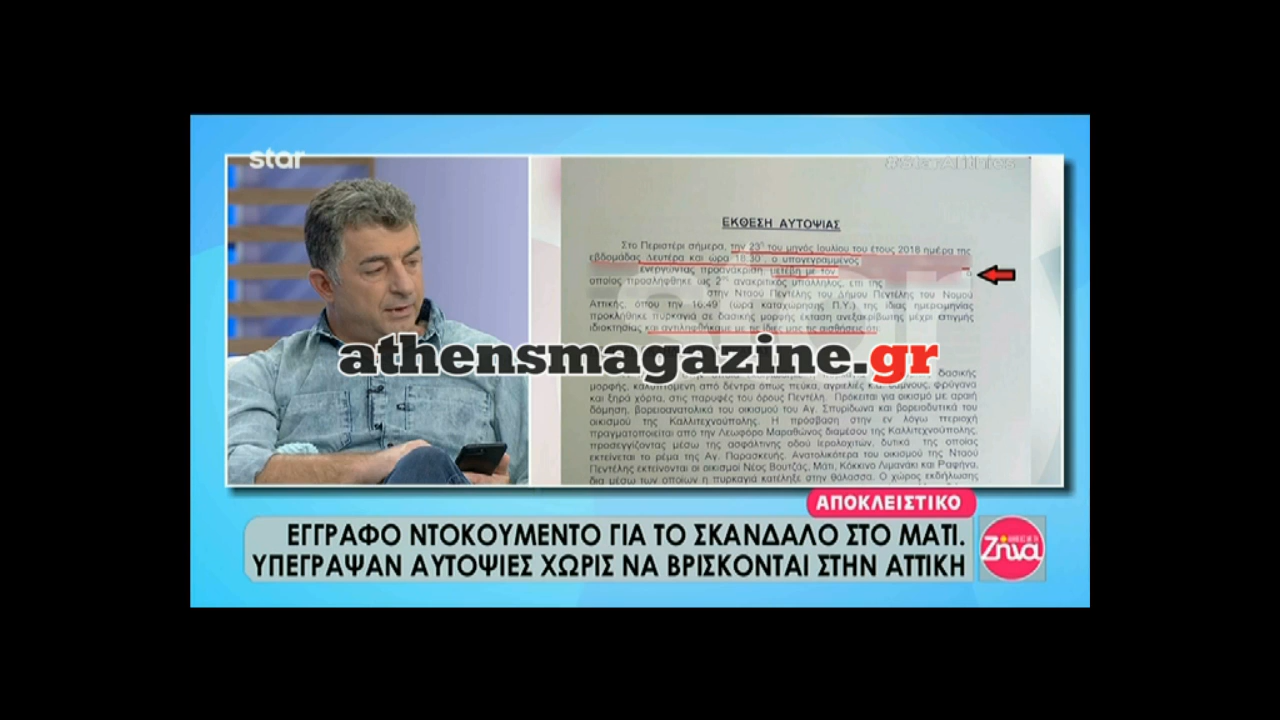 star
#StarAlithies
ΕΚΘΕΣΗ ΑΥΤΟΨΙΑΣ
Στο Περιστέρι σήμερα, την 23η του μηνός Ιουλίου του έτους 2018 ημέρα της
εβδομάδας Δευτέρα και ώρα 18.30', ο υπογεγραμμένος
ενεργώντας προανάκριση, μετέβη με τον ο
οποίος προσλήφθηκε ως 2ος ανακριτικός υπάλληλος, επί της
στην Νταού Πεντέλης του Δήμου Πεντέλης του Νομού
Αττικής, όπου την 16:49' (ώρα καταχώρησης Π.Υ.) της ίδιας ημερομηνίας
προκλήθηκε πυρκαγιά σε δασικής μορφής έκταση ανεξακρίβωτης μέχρι στιγμής
ιδιοκτησίας και αντιληφθήκαμε με τις ίδιες μας τις αισθήσεις ότι:
athensmagazine.gr
δασικής
μορφής, καλυπτόμενη από δέντρα όπως πεύκα, αγριελιές κ.α. θάμνους, φρύγανα
και ξηρά χόρτα, στις παρυφές του όρους Πεντέλη. Πρόκειται για οικισμό με αραιή
δόμηση, βορειοανατολικά του οικισμού του Αγ. Σπυρίδωνα και βορειοδυτικά του
οικισμού της Καλλιτεχνούπολης. Η πρόσβαση στην εν λόγω περιοχή
πραγματοποιείται από την Λεωφόρο Μαραθώνος διαμέσου της Καλλιτεχνούπολης,
προσεγγίζοντας μέσω της ασφάλτινης οδού Ιερολοχιτών, δυτικά της οποίας
εκτείνεται το ρέμα της Αγ. Παρασκευής. Ανατολικότερα του οικισμού της Νταού
Πεντέλης εκτείνονται οι οικισμοί Νέος Βουτζάς, Μάτι, Κόκκινο Λιμανάκι και Ραφήνα,
δια μέσω των οποίων η πυρκαγιά κατέληξε στην θάλασσα. Ο χώρος εκδήλωσης
ΑΠΟΚΛΕΙΣΤΙΚΟ
ΕΓΓΡΑΦΟ ΝΤΟΚΟΥΜΕΝΤΟ ΓΙΑ ΤΟ ΣΚΑΝΔΑΛΟ ΣΤΟ ΜΑΤΙ.
ΥΠΕΓΡΑΨΑΝ ΑΥΤΟΨΙΕΣ ΧΩΡΙΣ ΝΑ ΒΡΙΣΚΟΝΤΑΙ ΣΤΗΝ ΑΤΤΙΚΗ
Ζήνα